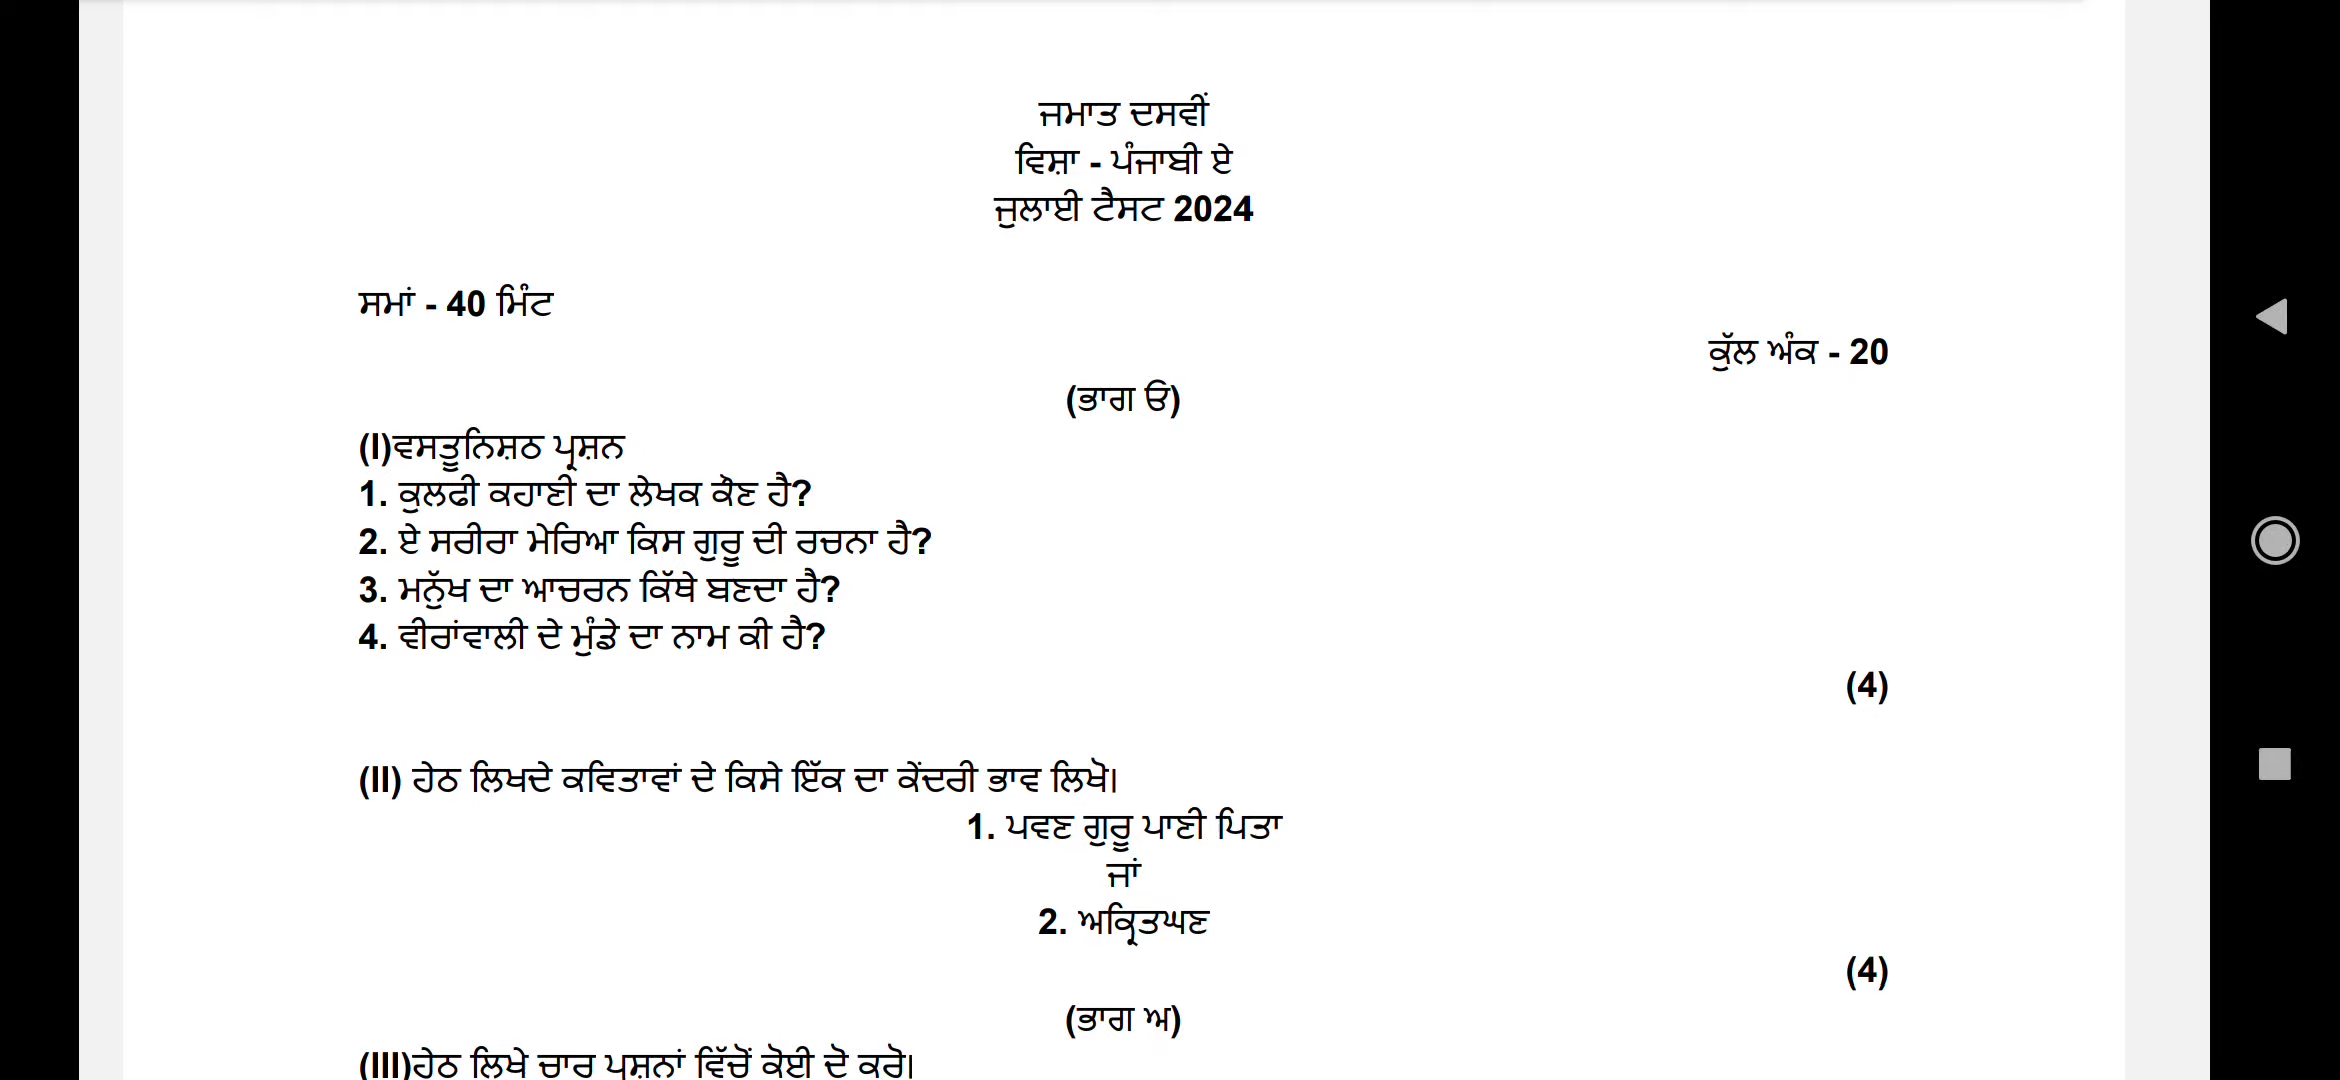 ਜਮਾਤ ਦਸਵੀਂ
ਵਿਸ਼ਾ - ਪੰਜਾਬੀ ਏ
ਜੁਲਾਈ ਟੈਸਟ 2024
ਸਮਾਂ - 40 ਮਿੰਟ
ਕੁੱਲ ਅੰਕ - 20
(ਭਾਗ ੳ)
(I)ਵਸਤੂਨਿਸ਼ਠ ਪ੍ਰਸ਼ਨ
1. ਕੁਲਫੀ ਕਹਾਣੀ ਦਾ ਲੇਖਕ ਕੋਣ ਹੈ?
2. ਏ ਸਰੀਰਾ ਮੇਰਿਆ ਕਿਸ ਗੁਰੂ ਦੀ ਰਚਨਾ ਹੈ?
3. ਮਨੁੱਖ ਦਾ ਆਚਰਨ ਕਿੱਥੇ ਬਣਦਾ ਹੈ?
4. ਵੀਰਾਂਵਾਲੀ ਦੇ ਮੁੰਡੇ ਦਾ ਨਾਮ ਕੀ ਹੈ?
(4)
(II) ਹੇਠ ਲਿਖਦੇ ਕਵਿਤਾਵਾਂ ਦੇ ਕਿਸੇ ਇੱਕ ਦਾ ਕੇਂਦਰੀ ਭਾਵ ਲਿਖੋ।
1. ਪਵਣ ਗੁਰੂ ਪਾਣੀ ਪਿਤਾ
ਜਾਂ
2. ਅਕ੍ਰਿਤਘਣ
(4)
(ਭਾਗ ਅ)
(III)ਹੇਠ ਲਿਖੇ ਚਾਰ ਪ੍ਰਸ਼ਨਾਂ ਵਿੱਚੋਂ ਕੋਈ ਦੋ ਕਰੋ।